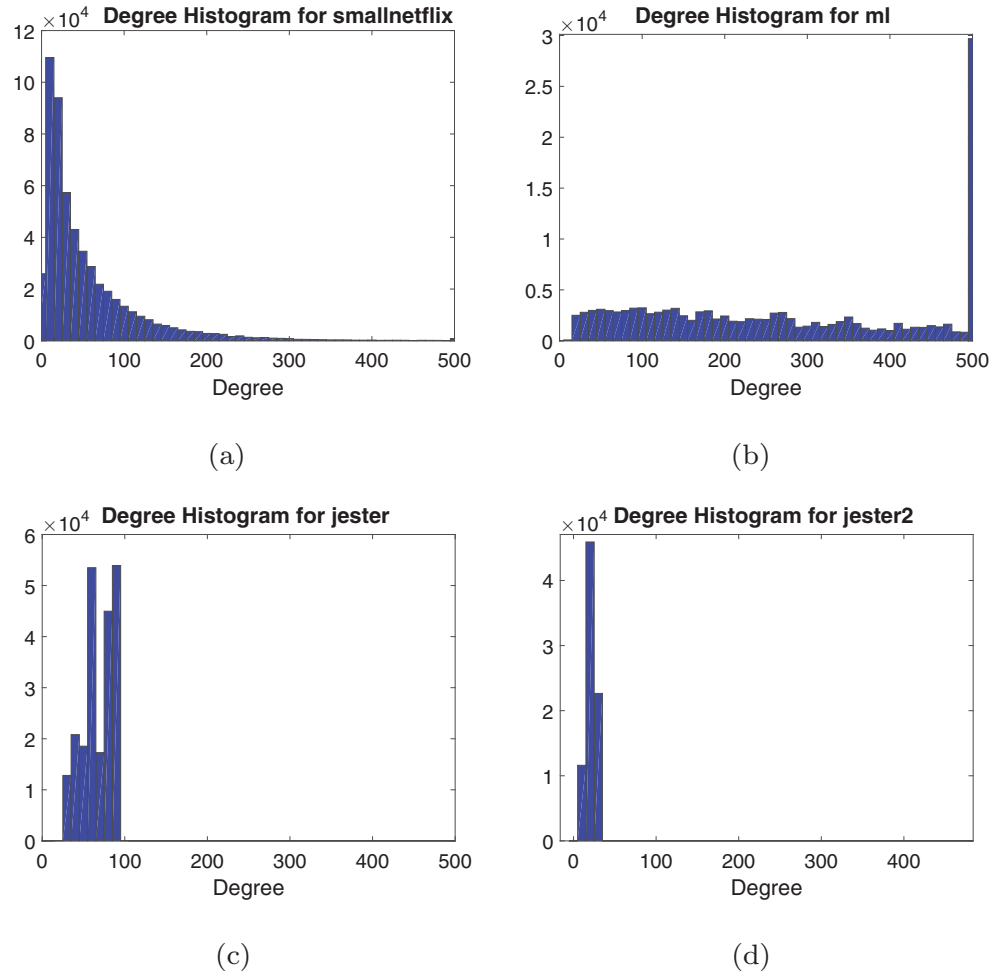 ×10⁴ Degree Histogram for smallnetflix
12
10
8
6
4
2
0
0 100 200 300 400 500
Degree
(a)
×10⁴ Degree Histogram for ml
3
2.5
2
1.5
1
0.5
0
0 100 200 300 400 500
Degree
(b)
×10⁴ Degree Histogram for jester
6
5
4
3
2
1
0
0 100 200 300 400 500
Degree
(c)
×10⁴ Degree Histogram for jester2
4
3
2
1
0
0 100 200 300 400
Degree
(d)